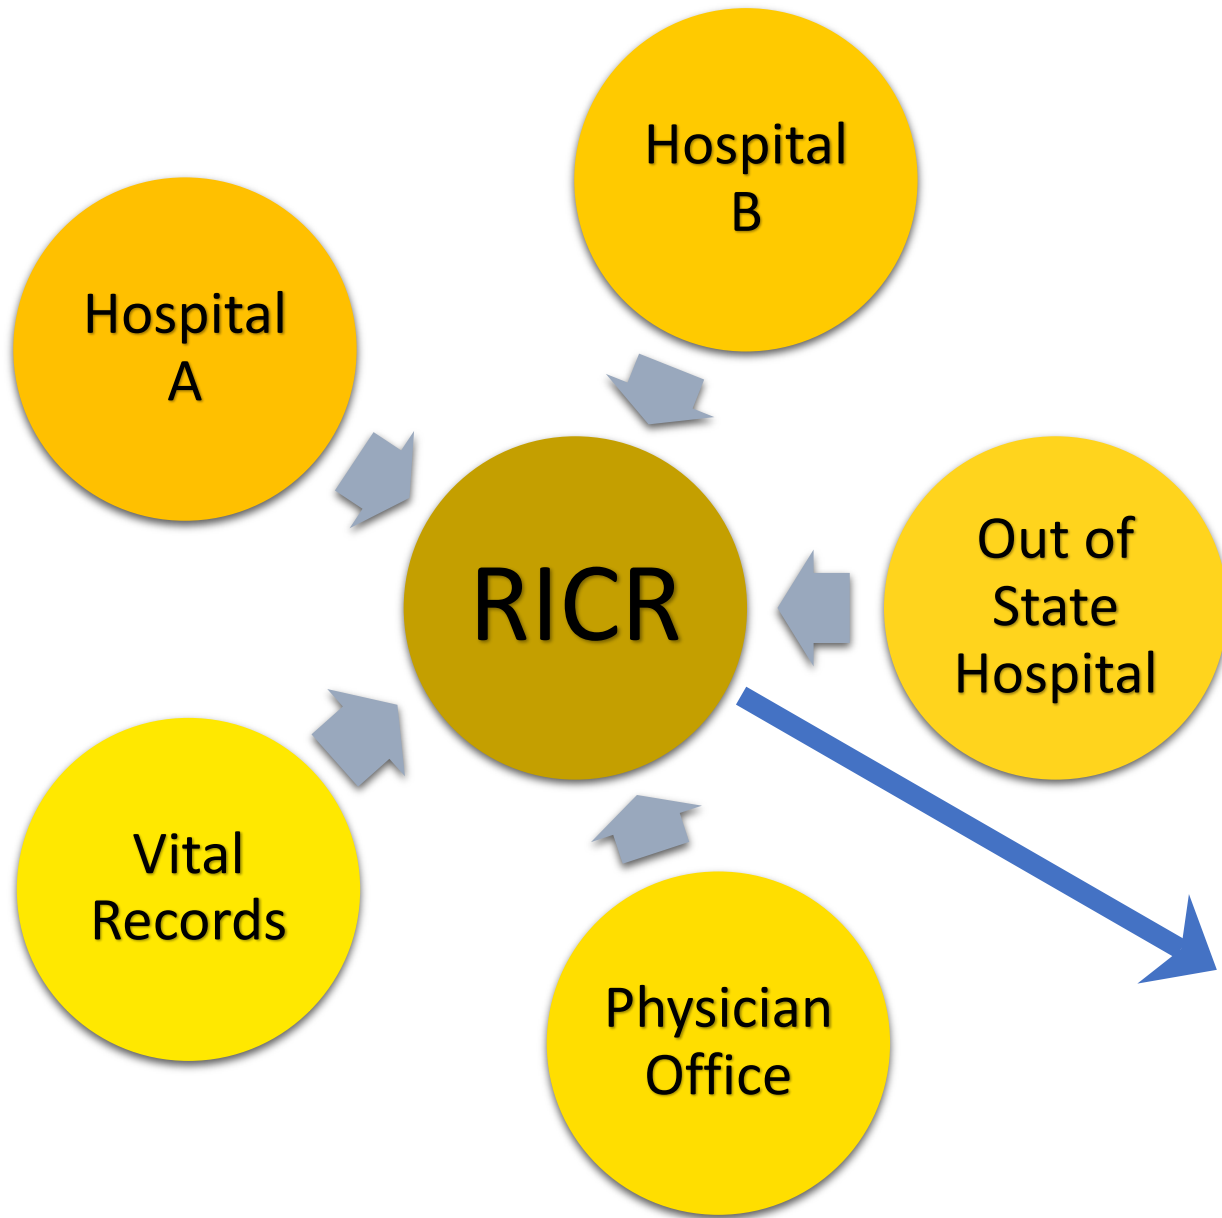 Hospital
B
Hospital
A
RICR
Out of
State
Hospital
Vital
Records
Physician
Office